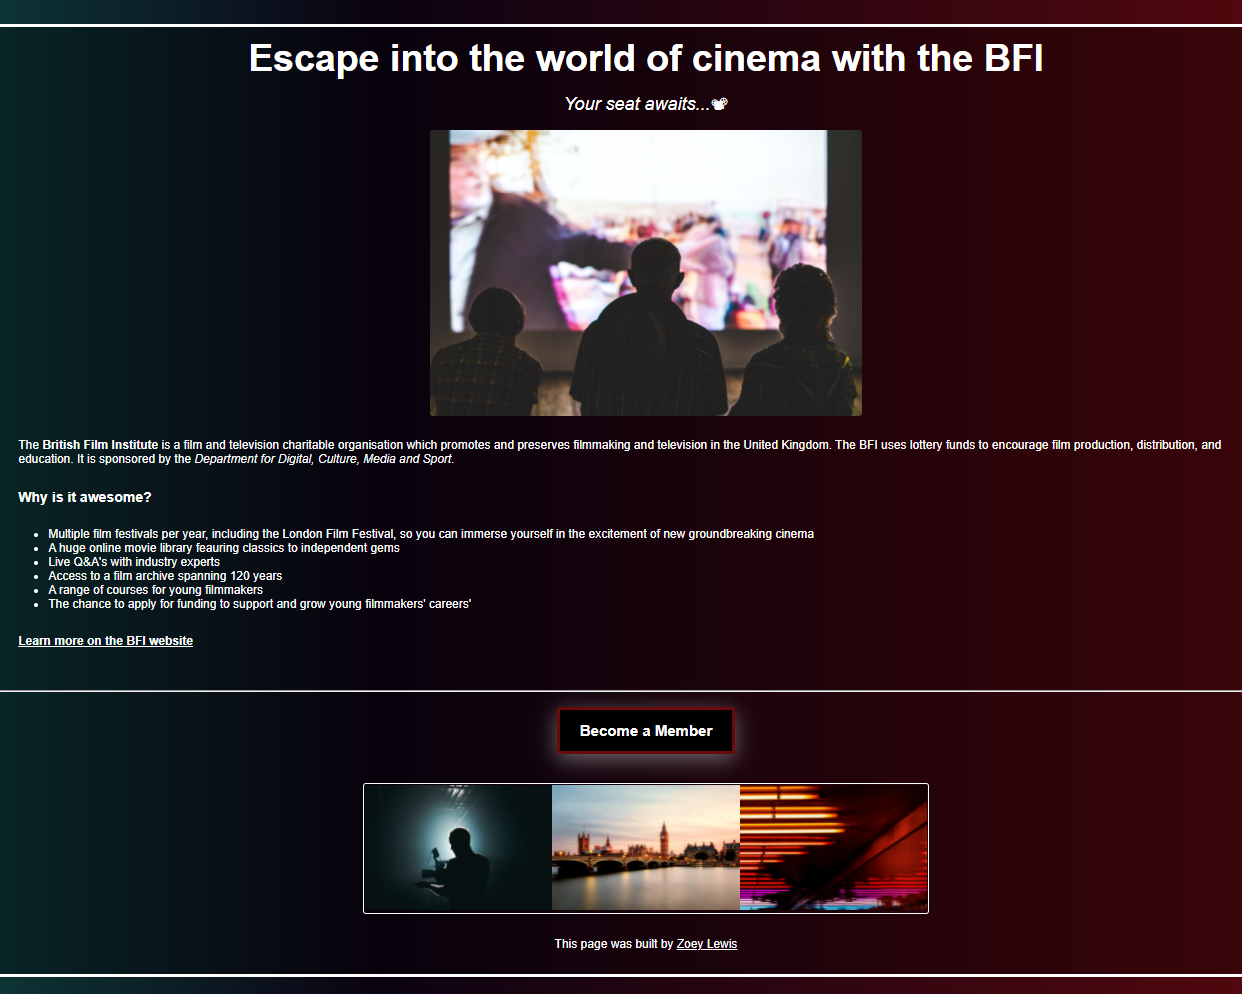 Escape into the world of cinema with the BFI
Your seat awaits...📽
The British Film Institute is a film and television charitable organisation which promotes and preserves filmmaking and television in the United Kingdom. The BFI uses lottery funds to encourage film production, distribution, and
education. It is sponsored by the Department for Digital, Culture, Media and Sport.
Why is it awesome?
• Multiple film festivals per year, including the London Film Festival, so you can immerse yourself in the excitement of new groundbreaking cinema
• A huge online movie library feauring classics to independent gems
• Live Q&A's with industry experts
• Access to a film archive spanning 120 years
• A range of courses for young filmmakers
• The chance to apply for funding to support and grow young filmmakers' careers'
Learn more on the BFI website
Become a Member
This page was built by Zoey Lewis